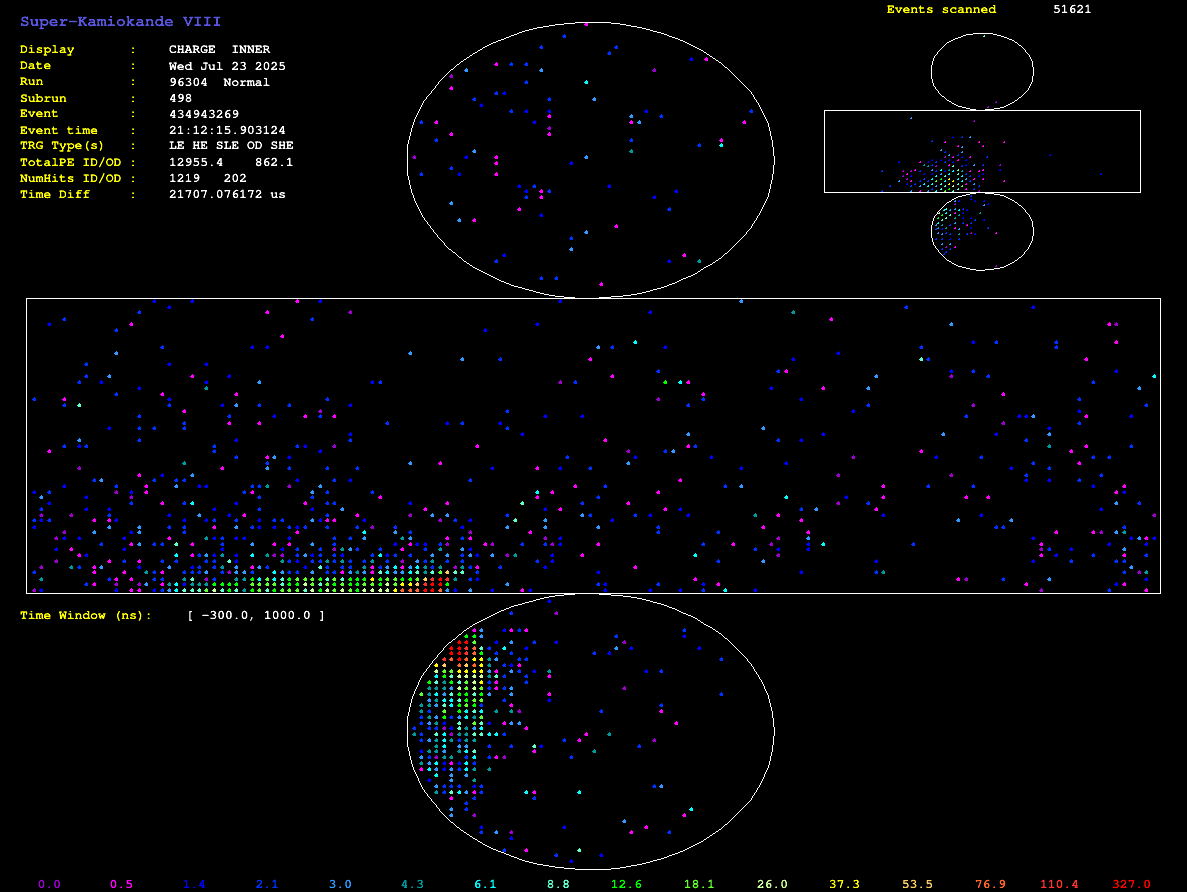 Super-Kamiokande VIII
Events scanned 51621
Display : CHARGE INNER
Date : Wed Jul 23 2025
Run : 96304 Normal
Subrun : 498
Event : 434943269
Event time : 21:12:15.903124
TRG Type(s) : LE HE SLE OD SHE
TotalPE ID/OD : 12955.4 862.1
NumHits ID/OD : 1219 202
Time Diff : 21707.076172 us
Time Window (ns): [ -300.0, 1000.0 ]
0.0 0.5 1.4 2.1 3.0 4.3 6.1 8.8 12.6 18.1 26.0 37.3 53.5 76.9 110.4 327.0